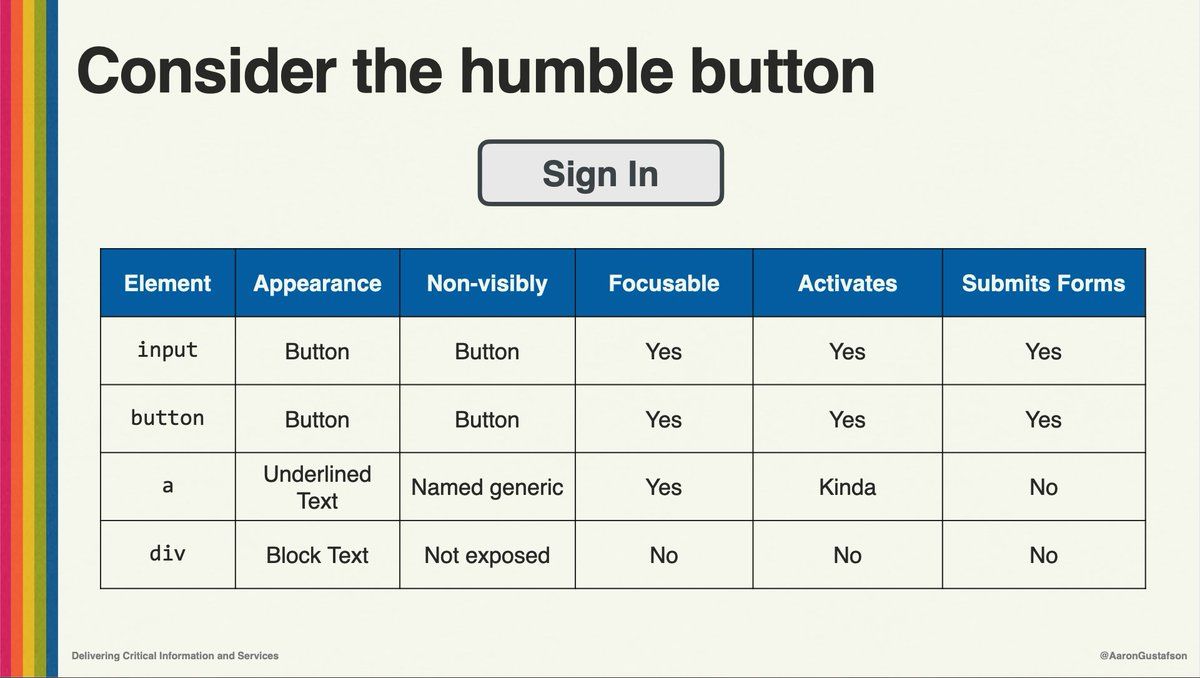 Consider the humble button
Sign In
Element Appearance Non-visibly Focusable Activates Submits Forms
input Button Button Yes Yes Yes
button Button Button Yes Yes Yes
a Underlined Text Named generic Yes Kinda No
div Block Text Not exposed No No No
Delivering Critical Information and Services
@AaronGustafson